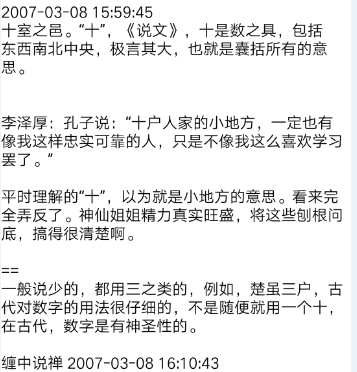 2007-03-08 15:59:45
十室之邑。“十”，《说文》，十是数之具，包括
东西南北中央，极言其大，也就是囊括所有的意
思。
李泽厚：孔子说：“十户人家的小地方，一定也有
像我这样忠实可靠的人，只是不像我这么喜欢学习
罢了。”
平时理解的“十”，以为就是小地方的意思。看来完
全弄反了。神仙姐姐精力真实旺盛，将这些刨根问
底，搞得很清楚啊。
==
一般说少的，都用三之类的，例如，楚虽三户，古
代对数字的用法很仔细的，不是随便就用一个十，
在古代，数字是有神圣性的。
缠中说禅 2007-03-08 16:10:43